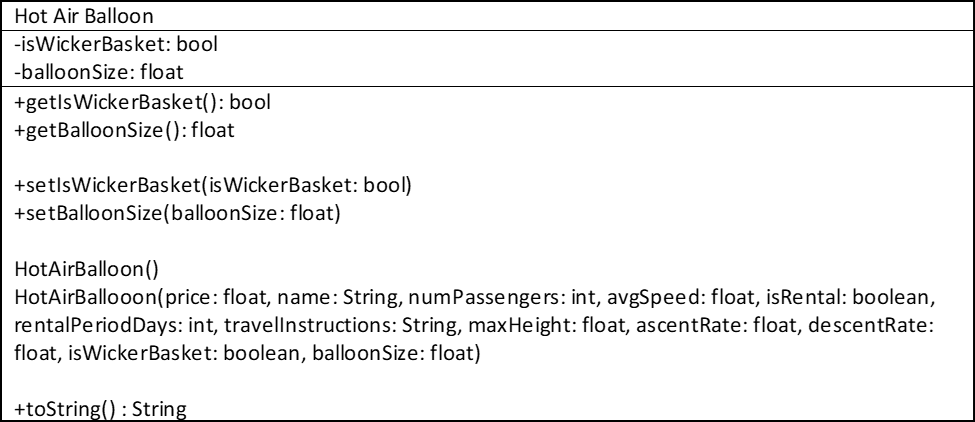 Hot Air Balloon
-isWickerBasket: bool
-balloonSize: float
+getIsWickerBasket(): bool
+getBalloonSize(): float
+setIsWickerBasket(isWickerBasket: bool)
+setBalloonSize(balloonSize: float)
HotAirBalloon()
HotAirBallooon(price: float, name: String, numPassengers: int, avgSpeed: float, isRental: boolean,
rentalPeriodDays: int, travelInstructions: String, maxHeight: float, ascentRate: float, descentRate:
float, isWickerBasket: boolean, balloonSize: float)
+toString() : String